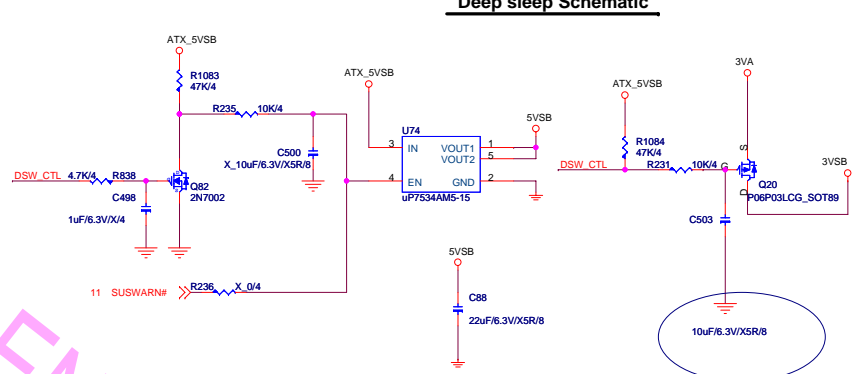 Deep sleep Schematic
ATX_5VSB
R1083
47K/4
R235
10K/4
C500
X_10uF/6.3V/X5R/8
DSW_CTL
4.7K/4
R838
C498
1uF/6.3V/X/4
Q82
2N7002
11
SUSWARN#
R236
X_0/4
ATX_5VSB
U74
3
IN
VOUT1
1
VOUT2
5
4
EN
GND
2
uP7534AM5-15
5VSB
5VSB
C88
22uF/6.3V/X5R/8
ATX_5VSB
R1084
47K/4
DSW_CTL
R231
10K/4
G
C503
10uF/6.3V/X5R/8
3VA
S
D
Q20
P06P03LCG_SOT89
3VSB